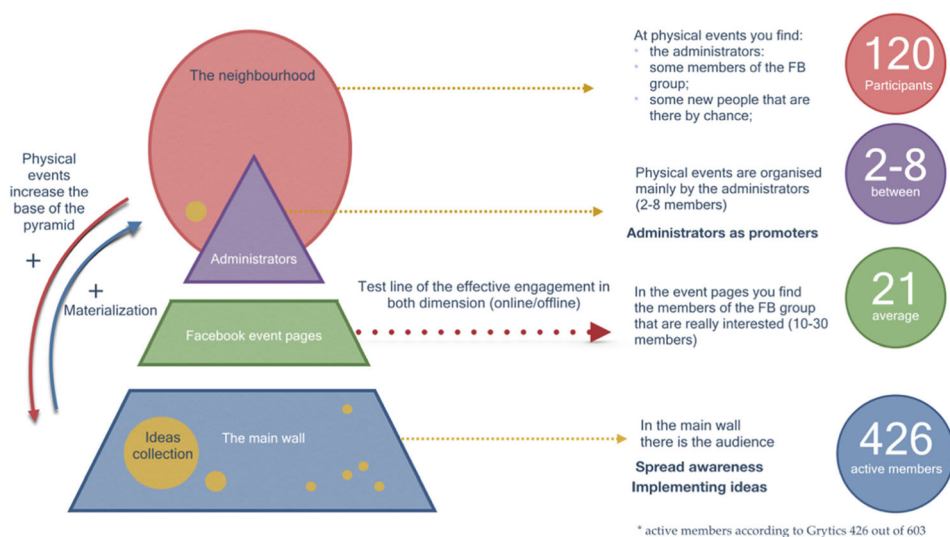 The neighbourhood
At physical events you find:
• the administrators:
• some members of the FB
group;
• some new people that are
there by chance;
120
Participants
Physical
events
increase the
base of the
pyramid
+
+
Materialization
Administrators
Physical events are organised
mainly by the administrators
(2-8 members)
Administrators as promoters
2-8
between
Facebook event pages
Test line of the effective engagement in
both dimension (online/offline)
In the event pages you find
the members of the FB group
that are really interested (10-30
members)
21
average
Ideas
collection
The main wall
In the main wall
there is the audience
Spread awareness
Implementing ideas
426
active members
* active members according to Grytics 426 out of 603